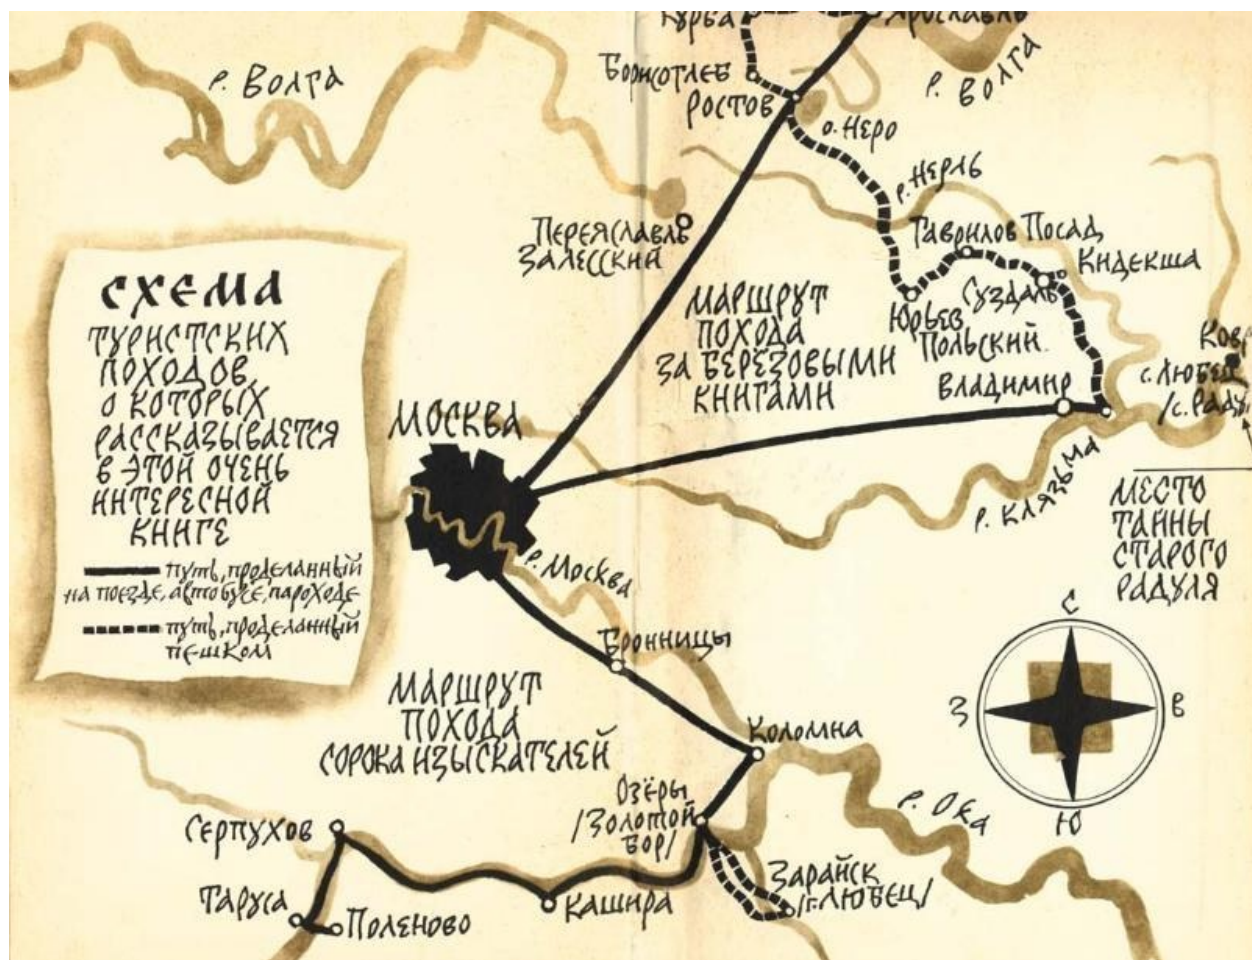 Курба
Ярославль
р. Волга
Борисоглеб
Ростов
р. Волга
о. Неро
р. Нерль
Переяславль
Залесский
Гаврилов Посад
Кидекша
Суздаль
Юрьев
Польский
СХЕМА
ТУРИСТСКИХ
ПОХОДОВ
О КОТОРЫХ
РАССКАЗЫВАЕТСЯ
В ЭТОЙ ОЧЕНЬ
ИНТЕРЕСНОЙ
КНИГЕ
путь, проделанный
на поезде, автобусе, пароходе
путь, проделанный
пешком
МАРШРУТ
ПОХОДА
ЗА БЕРЕЗОВЫМИ
КНИГАМИ
МОСКВА
Владимир
Ков
с. Любец
/с. Раду
р. Клязьма
МЕСТО
ТАЙНЫ
СТАРОГО
РАДУЛЯ
р. Москва
Бронницы
МАРШРУТ
ПОХОДА
СОРОКА ИЗЫСКАТЕЛЕЙ
С
З
В
Ю
Коломна
Озёры
/Золотой
Бор/
р. Ока
Серпухов
Таруса
Поленово
Кашира
Зарайск
/г. Любец/